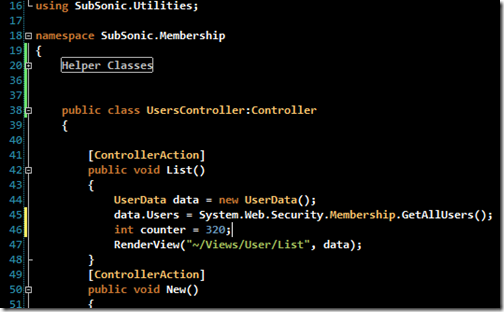 16 using SubSonic.Utilities;
17
18 namespace SubSonic.Membership
19 {
20 Helper Classes
36
37
38 public class UsersController:Controller
39 {
40
41 [ControllerAction]
42 public void List()
43 {
44 UserData data = new UserData();
45 data.Users = System.Web.Security.Membership.GetAllUsers();
46 int counter = 320;
47 RenderView("~/Views/User/List", data);
48 }
49 [ControllerAction]
50 public void New()
51 {